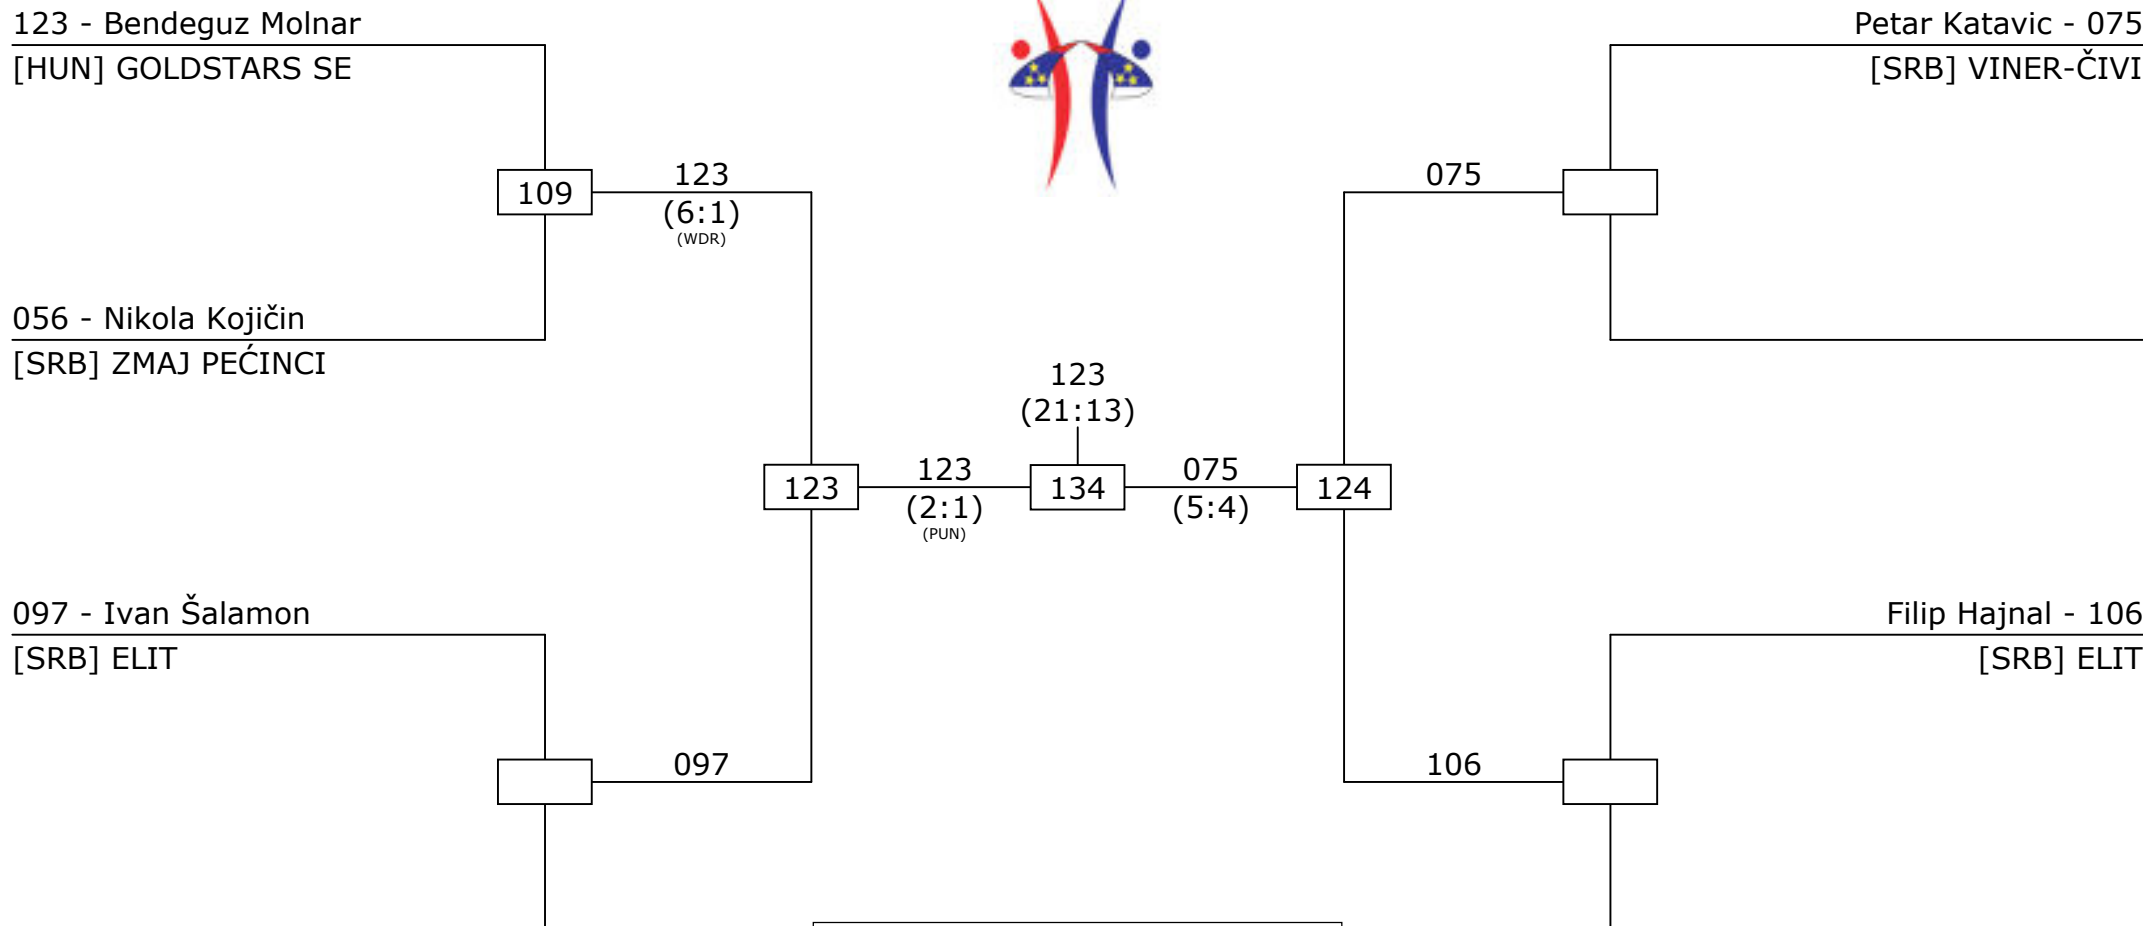 123 - Bendeguz Molnar
[HUN] GOLDSTARS SE
Petar Katavic - 075
[SRB] VINER-ČIVI
109
123
(6:1)
(WDR)
075
056 - Nikola Kojičin
[SRB] ZMAJ PEĆINCI
123
(21:13)
123
123
(2:1)
(PUN)
134
075
(5:4)
124
097 - Ivan Šalamon
[SRB] ELIT
Filip Hajnal - 106
[SRB] ELIT
097
106